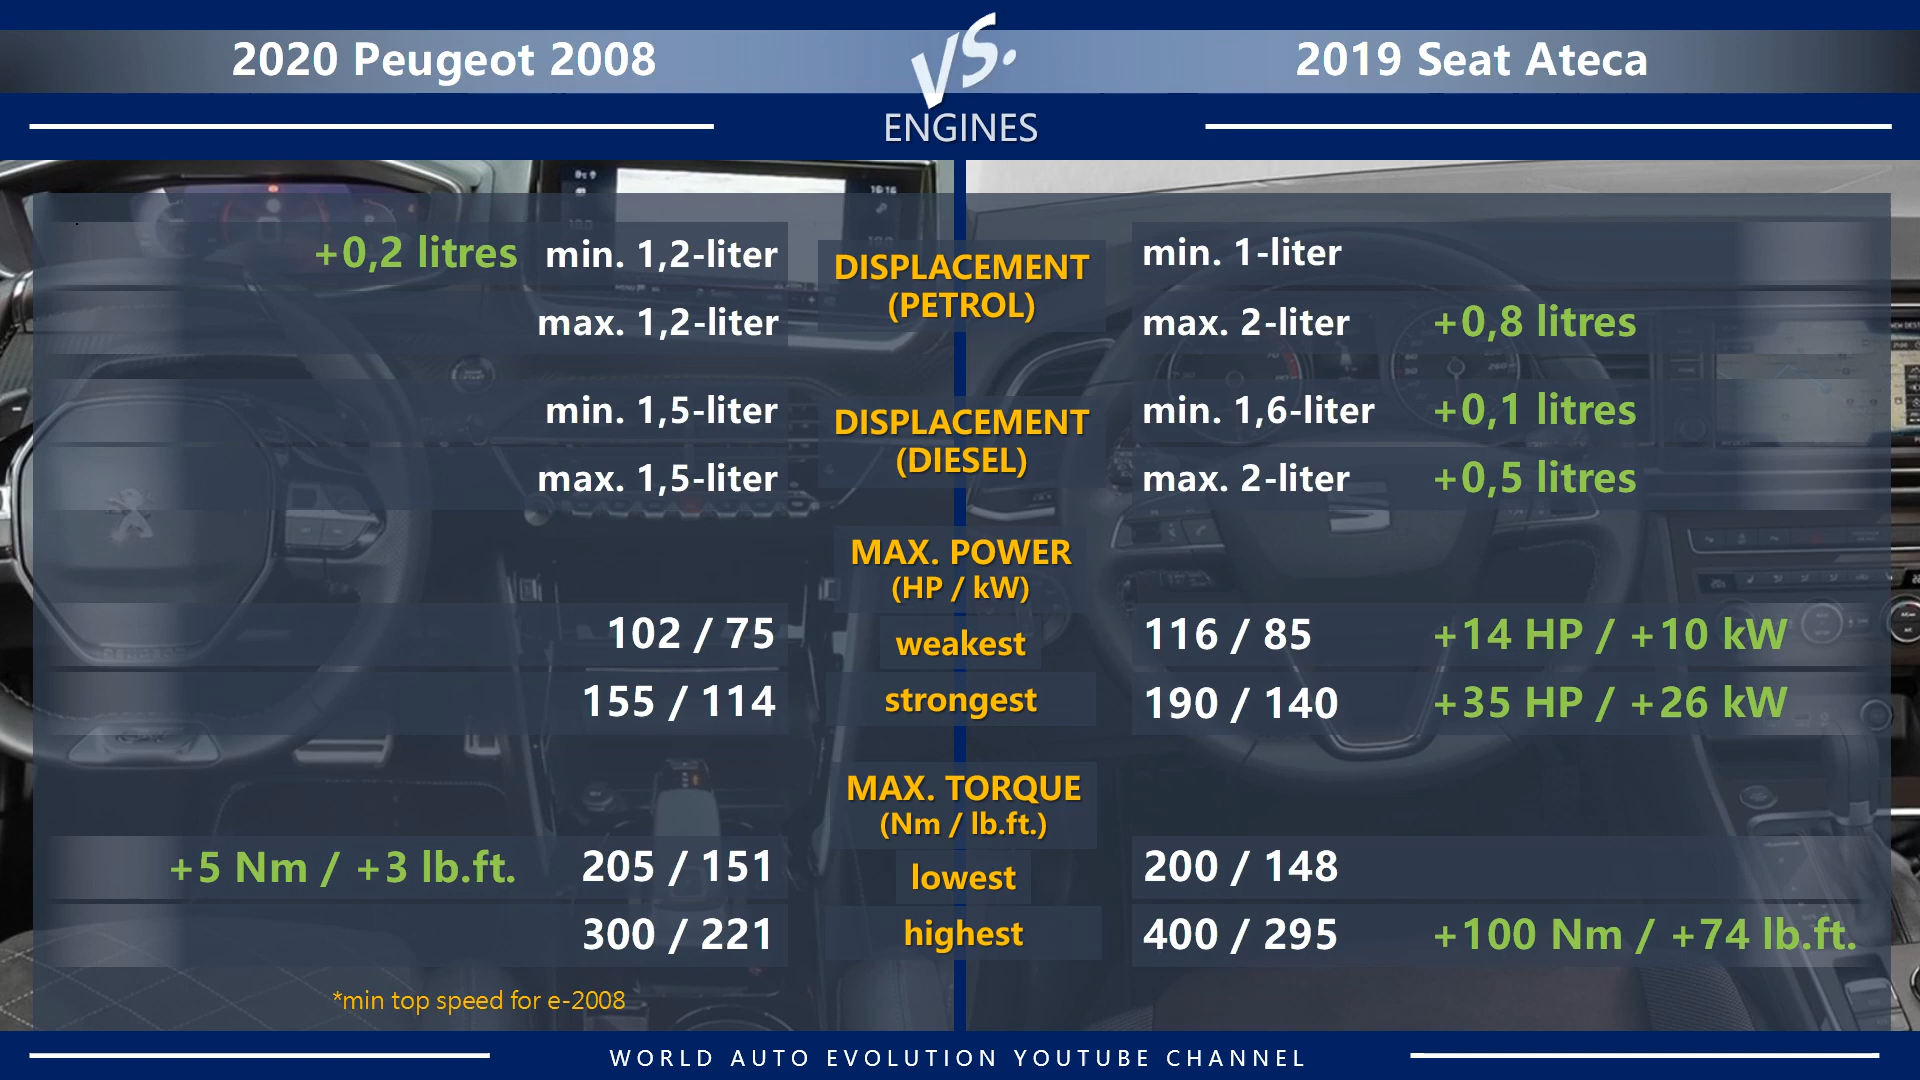 2020 Peugeot 2008
VS.
2019 Seat Ateca
ENGINES
+0,2 litres min. 1,2-liter
DISPLACEMENT
(PETROL)
min. 1-liter
max. 1,2-liter
max. 2-liter +0,8 litres
min. 1,5-liter
DISPLACEMENT
(DIESEL)
min. 1,6-liter +0,1 litres
max. 1,5-liter
max. 2-liter +0,5 litres
MAX. POWER
(HP / kW)
102 / 75 weakest 116 / 85 +14 HP / +10 kW
155 / 114 strongest 190 / 140 +35 HP / +26 kW
MAX. TORQUE
(Nm / lb.ft.)
+5 Nm / +3 lb.ft. 205 / 151 lowest 200 / 148
300 / 221 highest 400 / 295 +100 Nm / +74 lb.ft.
*min top speed for e-2008
WORLD AUTO EVOLUTION YOUTUBE CHANNEL